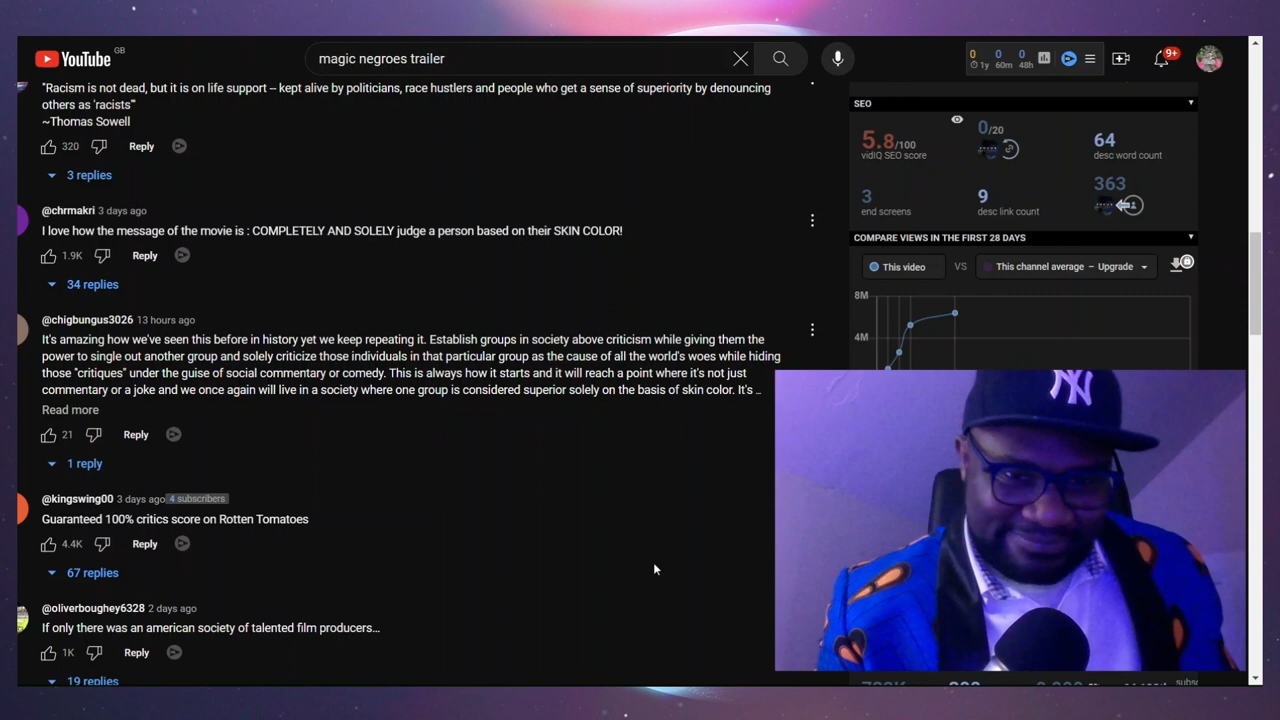 YouTube GB
magic negroes trailer
0 0 0
1y 60m 48h
9+
"Racism is not dead, but it is on life support -- kept alive by politicians, race hustlers and people who get a sense of superiority by denouncing
others as 'racists'"
~Thomas Sowell
320 Reply
3 replies
@chrmakri 3 days ago
I love how the message of the movie is : COMPLETELY AND SOLELY judge a person based on their SKIN COLOR!
1.9K Reply
34 replies
@chigbungus3026 13 hours ago
It's amazing how we've seen this before in history yet we keep repeating it. Establish groups in society above criticism while giving them the
power to single out another group and solely criticize those individuals in that particular group as the cause of all the world's woes while hiding
those "critiques" under the guise of social commentary or comedy. This is always how it starts and it will reach a point where it's not just
commentary or a joke and we once again will live in a society where one group is considered superior solely on the basis of skin color. It's ...
Read more
21 Reply
1 reply
@kingswing00 3 days ago 4 subscribers
Guaranteed 100% critics score on Rotten Tomatoes
4.4K Reply
67 replies
@oliverboughey6328 2 days ago
If only there was an american society of talented film producers...
1K Reply
19 replies
SEO
5.8/100
vidIQ SEO score
0/20
64
desc word count
3
end screens
9
desc link count
363
COMPARE VIEWS IN THE FIRST 28 DAYS
This video VS This channel average – Upgrade
8M
4M
NY